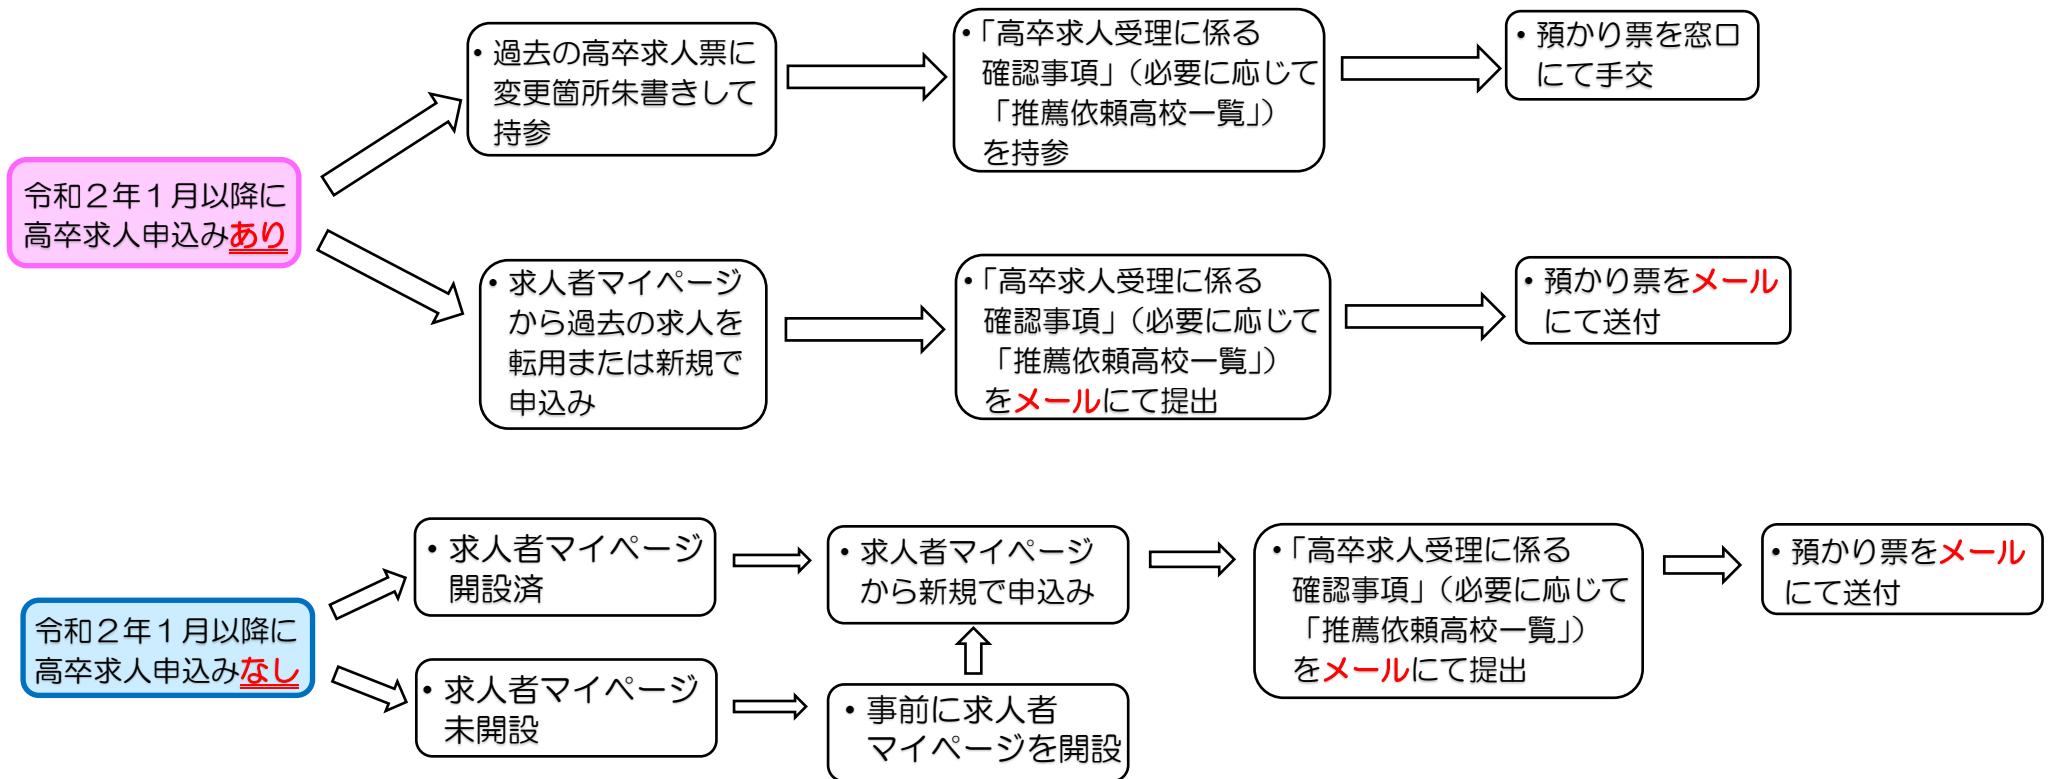 令和２年１月以降に
高卒求人申込みあり
・過去の高卒求人票に
変更箇所朱書きして
持参
・「高卒求人受理に係る
確認事項」（必要に応じて
「推薦依頼高校一覧」）
を持参
・預かり票を窓口
にて手交
・求人者マイページ
から過去の求人を
転用または新規で
申込み
・「高卒求人受理に係る
確認事項」（必要に応じて
「推薦依頼高校一覧」）
をメールにて提出
・預かり票をメール
にて送付
令和２年１月以降に
高卒求人申込みなし
・求人者マイページ
開設済
・求人者マイページ
から新規で申込み
・「高卒求人受理に係る
確認事項」（必要に応じて
「推薦依頼高校一覧」）
をメールにて提出
・預かり票をメール
にて送付
・求人者マイページ
未開設
・事前に求人者
マイページを開設